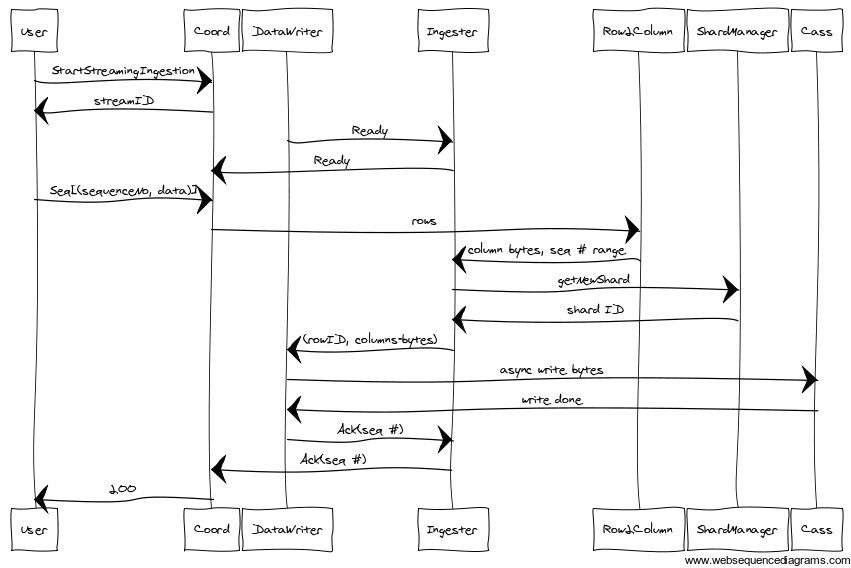 User Coord DataWriter Ingester Row2Column ShardManager Cass
StartStreamingIngestion
streamID
Ready
Ready
Seq[(sequenceNo, data)]
rows
column bytes, seq # range
getNewShard
shard ID
(rowID, columns-bytes)
async write bytes
write done
Ack(seq #)
Ack(seq #)
200
User Coord DataWriter Ingester Row2Column ShardManager Cass
www.websequencediagrams.com